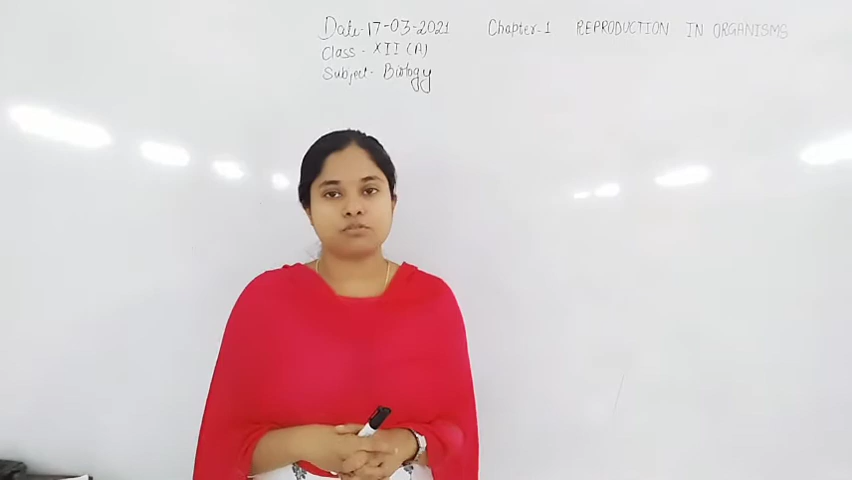 Date-17-03-2021
Chapter-1 REPRODUCTION IN ORGANISMS
Class - XII (A)
Subject- Biology